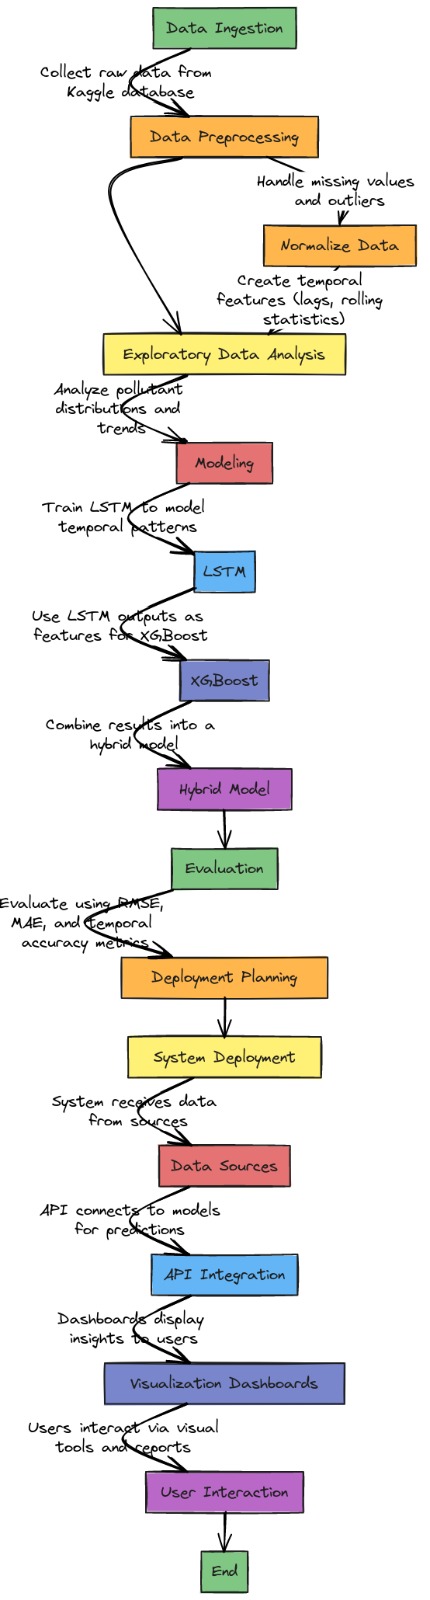 Data Ingestion
Collect raw data from
Kaggle database
Data Preprocessing
Handle missing values
and outliers
Normalize Data
Create temporal
features (lags, rolling
statistics)
Exploratory Data Analysis
Analyze pollutant
distributions and
trends
Modeling
Train LSTM to model
temporal patterns
LSTM
Use LSTM outputs as
features for XGBoost
XGBoost
Combine results into a
hybrid model
Hybrid Model
Evaluation
Evaluate using RMSE,
MAE, and temporal
accuracy metrics
Deployment Planning
System Deployment
System receives data
from sources
Data Sources
API connects to models
for predictions
API Integration
Dashboards display
insights to users
Visualization Dashboards
Users interact via visual
tools and reports
User Interaction
End